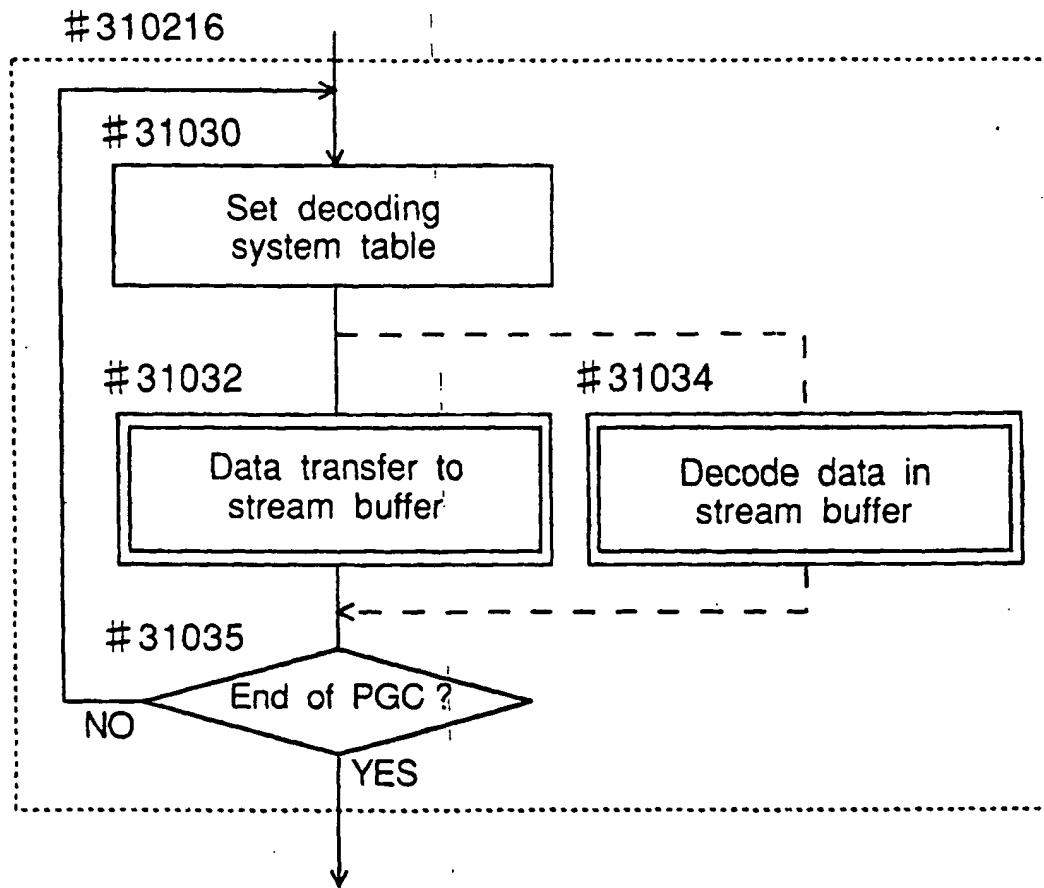 #310216
#31030
Set decoding
system table
#31032
#31034
Data transfer to
stream buffer
Decode data in
stream buffer
#31035
End of PGC?
NO
YES